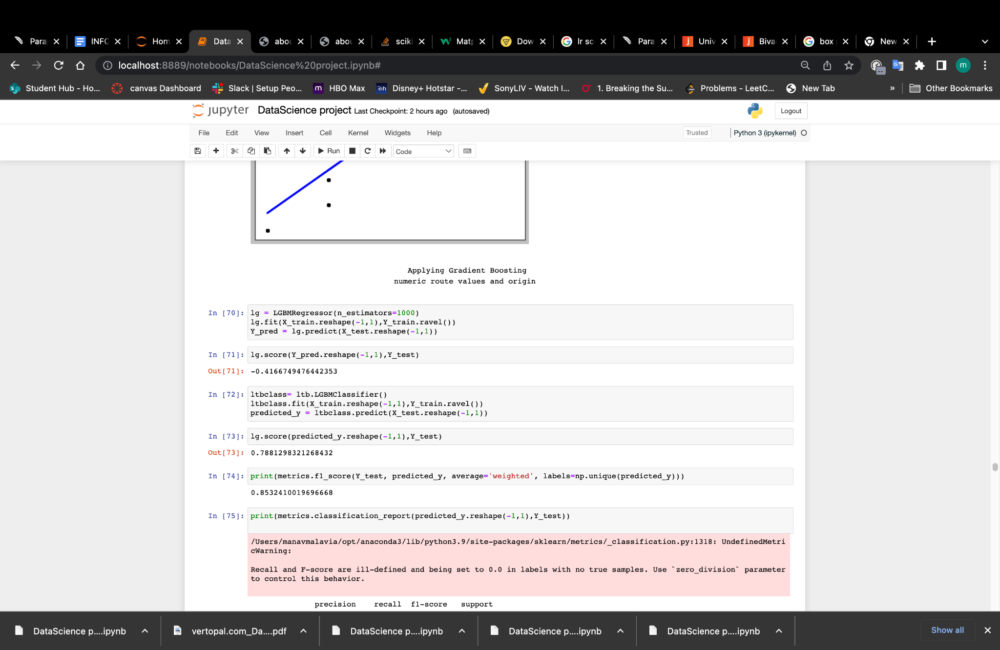 Para
INFC
Hom
Data
abou
abou
sciki
Matp
Dow
lr sc
Para
Univ
Biva
box
New
localhost:8889/notebooks/DataScience%20project.ipynb#
m
Student Hub - Ho...
canvas Dashboard
Slack | Setup Peo...
HBO Max
Disney+ Hotstar -...
SonyLIV - Watch l...
1. Breaking the Su...
Problems - LeetC...
New Tab
»
Other Bookmarks
jupyter DataScience project Last Checkpoint: 2 hours ago (autosaved)
Logout
File Edit View Insert Cell Kernel Widgets Help
Trusted
Python 3 (ipykernel)
Run
Code
Applying Gradient Boosting
numeric route values and origin
In [70]: lg = LGBMRegressor(n_estimators=1000)
lg.fit(X_train.reshape(-1,1),Y_train.ravel())
Y_pred = lg.predict(X_test.reshape(-1,1))
In [71]: lg.score(Y_pred.reshape(-1,1),Y_test)
Out[71]: -0.4166749476442353
In [72]: ltbclass= ltb.LGBMClassifier()
ltbclass.fit(X_train.reshape(-1,1),Y_train.ravel())
predicted_y = ltbclass.predict(X_test.reshape(-1,1))
In [73]: lg.score(predicted_y.reshape(-1,1),Y_test)
Out[73]: 0.7881298321268432
In [74]: print(metrics.f1_score(Y_test, predicted_y, average='weighted', labels=np.unique(predicted_y)))
0.8532410019696668
In [75]: print(metrics.classification_report(predicted_y.reshape(-1,1),Y_test))
/Users/manavmalavia/opt/anaconda3/lib/python3.9/site-packages/sklearn/metrics/_classification.py:1318: UndefinedMetri
cWarning:
Recall and F-score are ill-defined and being set to 0.0 in labels with no true samples. Use `zero_division` parameter
to control this behavior.
precision recall f1-score support
DataScience p....ipynb
vertopal.com_Da....pdf
DataScience p....ipynb
DataScience p....ipynb
DataScience p....ipynb
Show all